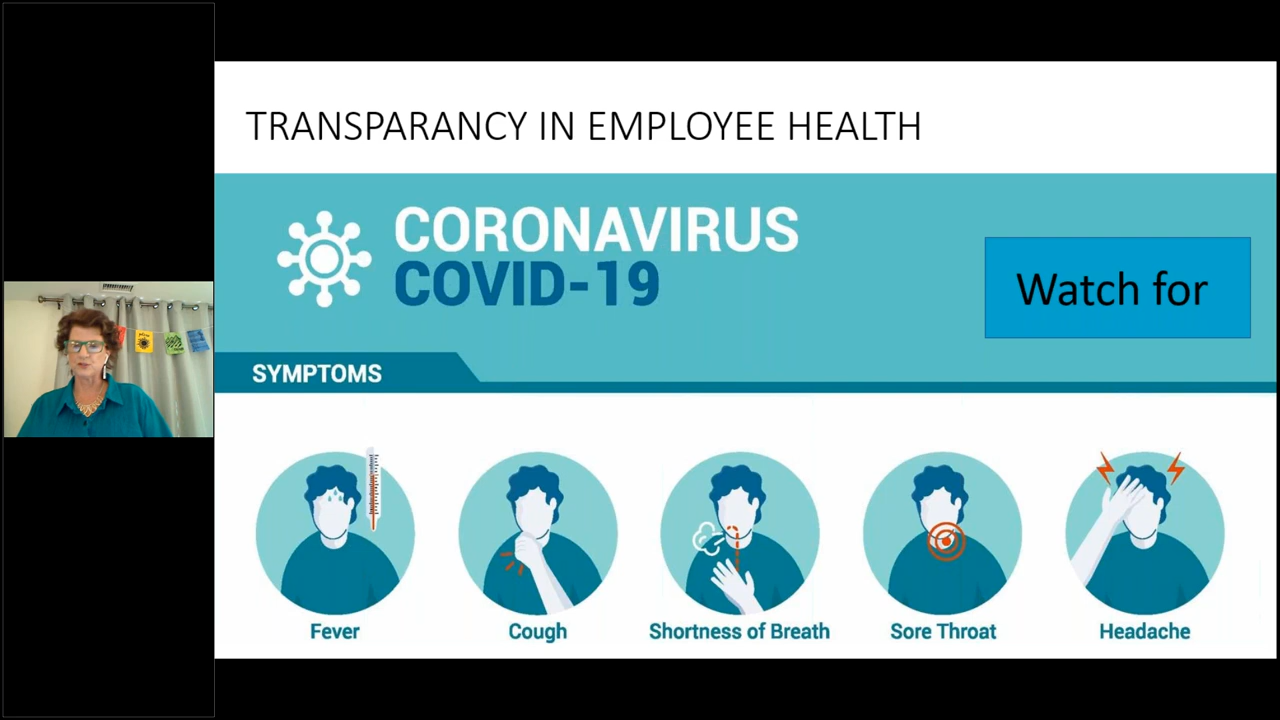 TRANSPARANCY IN EMPLOYEE HEALTH
CORONAVIRUS
COVID-19
Watch for
SYMPTOMS
Fever
Cough
Shortness of Breath
Sore Throat
Headache